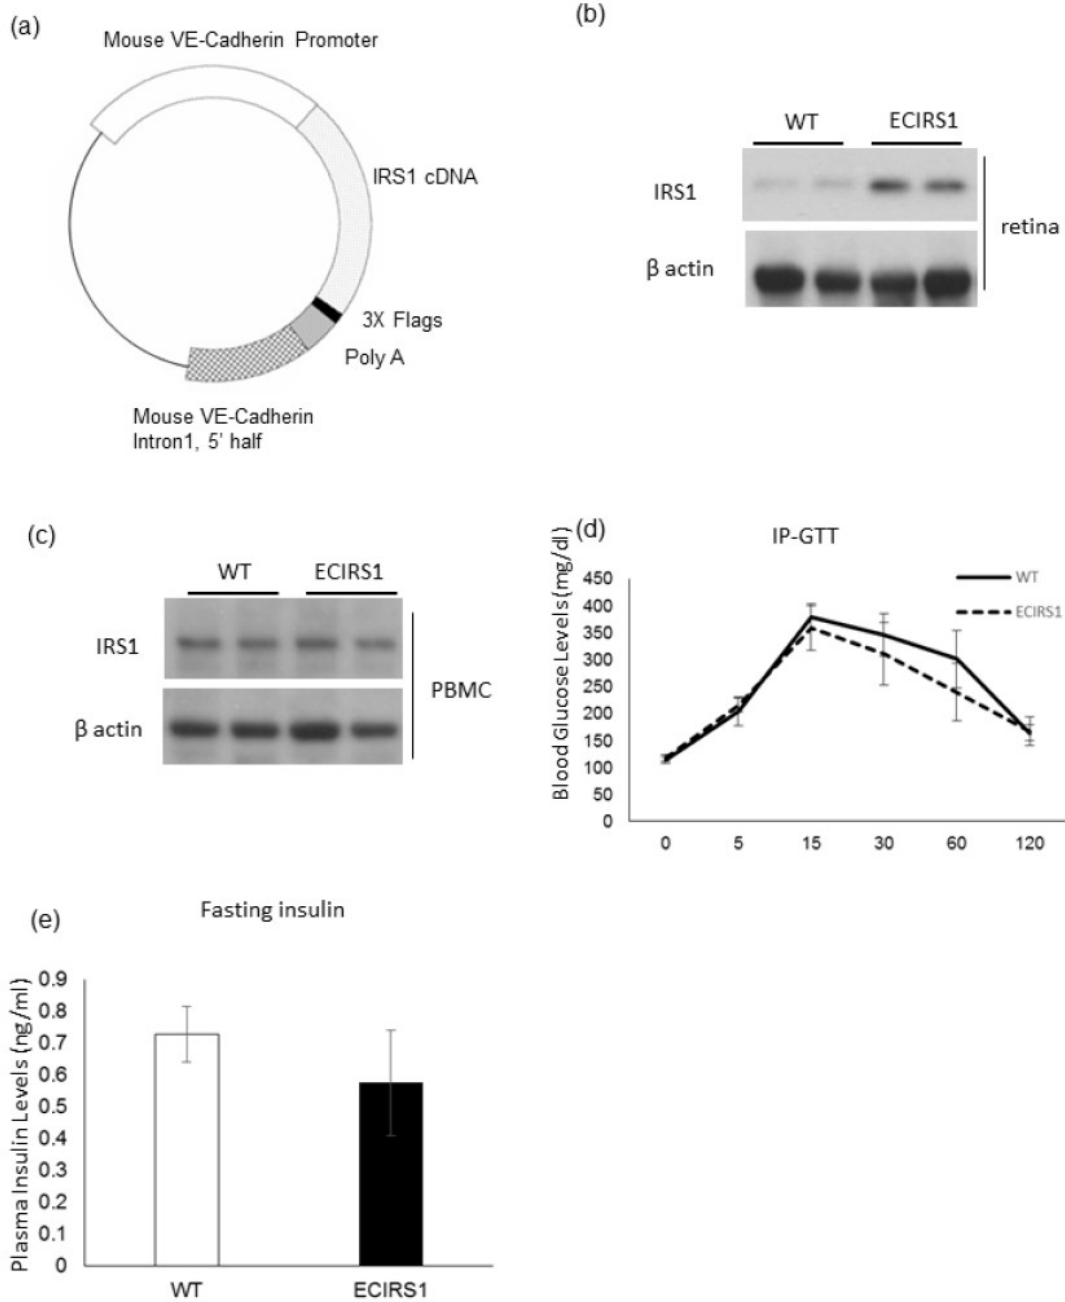 (a)
Mouse VE-Cadherin Promoter
IRS1 cDNA
3X Flags
Poly A
Mouse VE-Cadherin
Intron1, 5' half
(b)
WT ECIRS1
IRS1
retina
β actin
(c)
WT ECIRS1
IRS1
PBMC
β actin
(d)
IP-GTT
Blood Glucose Levels (mg/dl)
WT
ECIRS1
450
400
350
300
250
200
150
100
50
0
0 5 15 30 60 120
(e)
Fasting insulin
Plasma Insulin Levels (ng/ml)
0.9
0.8
0.7
0.6
0.5
0.4
0.3
0.2
0.1
0
WT ECIRS1